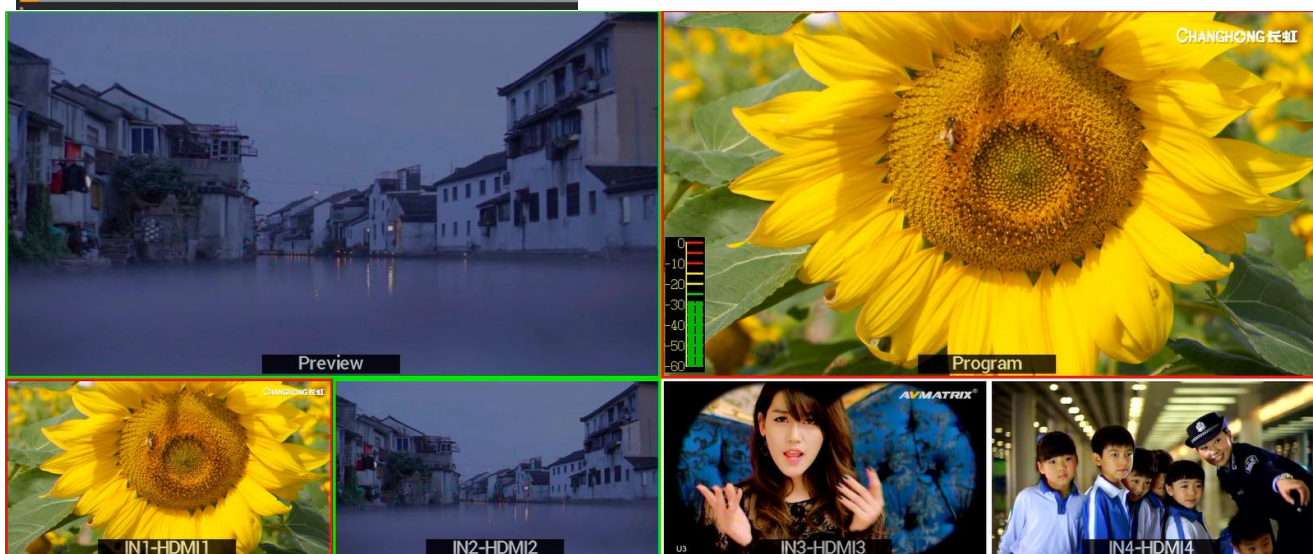 CHANGHONG 长虹
0
-10
-20
-30
-40
-50
-60
Preview
Program
CHANGHONG 长虹
AVMATRIX®
U3
IN1-HDMI1
IN2-HDMI2
IN3-HDMI3
IN4-HDMI4